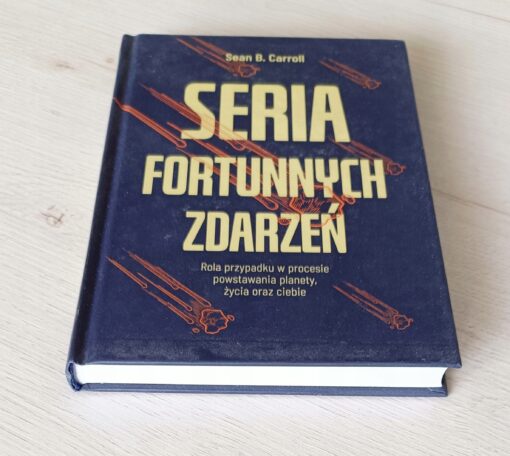 Sean B. Carroll
SERIA
FORTUNNYCH
ZDARZEŃ
Rola przypadku w procesie
powstawania planety,
życia oraz ciebie